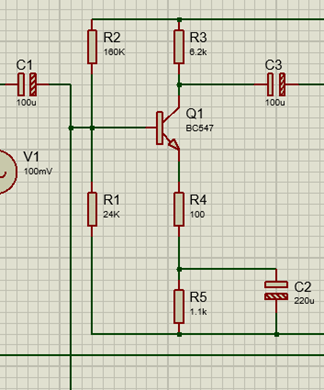 R2
160K
R3
6.2k
C1
100u
C3
100u
Q1
BC547
V1
100mV
R1
24K
R4
100
C2
220u
R5
1.1k